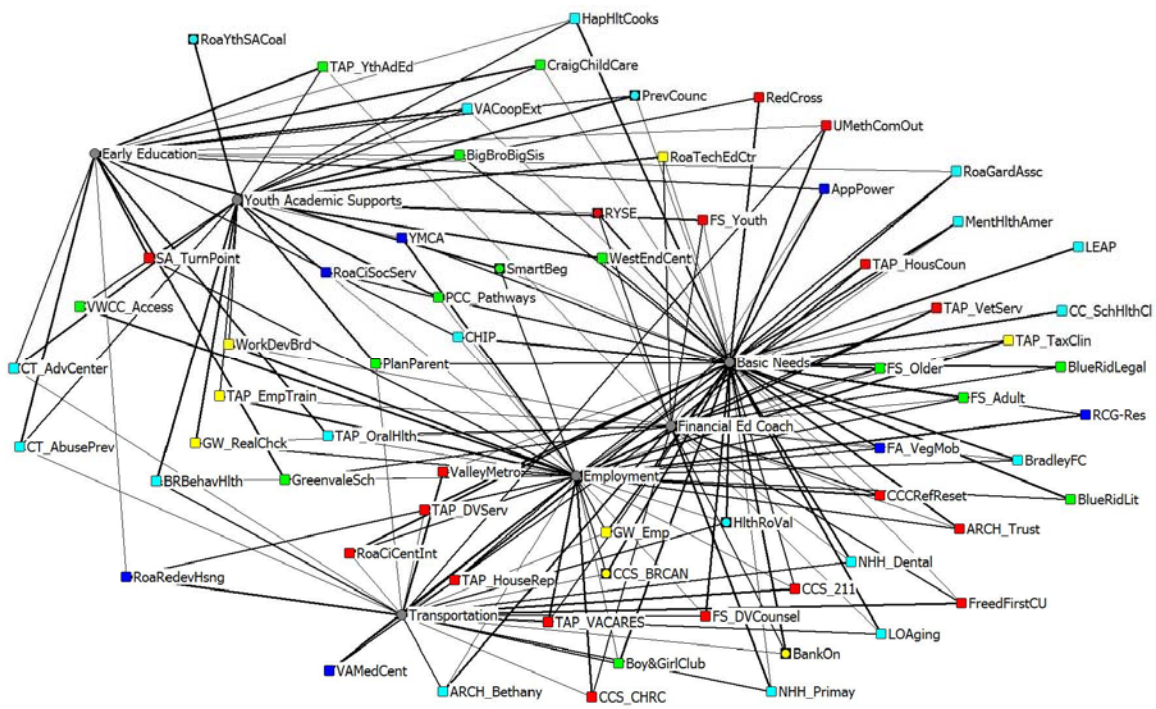 HapHltCooks
RoaYthSACoal
TAP_YthAdEd
CraigChildCare
PrevCounc
RedCross
VACoopExt
UMethComOut
Early Education
BigBroBigSis
RoaTechEdCtr
RoaGardAssc
AppPower
Youth Academic Supports
RYSE
FS_Youth
MentHlthAmer
YMCA
LEAP
SA_TurnPoint
WestEndCent
TAP_HousCoun
RoaCiSocServ
SmartBeg
PCC_Pathways
VWCC_Access
TAP_VetServ
CC_SchHlthCl
CHIP
WorkDevBrd
TAP_TaxClin
PlanParent
Basic Needs
CT_AdvCenter
FS_Older
BlueRidLegal
TAP_EmpTrain
FS_Adult
RCG-Res
Financial Ed Coach
TAP_OralHlth
GW_RealChck
CT_AbusePrev
FA_VegMob
BradleyFC
ValleyMetro
Employment
BRBehavHlth
GreenvaleSch
CCCRefReset
BlueRidLit
TAP_DVServ
HlthRoVal
ARCH_Trust
GW_Emp
RoaCiCentInt
NHH_Dental
CCS_BRCAN
RoaRedevHsng
TAP_HouseRep
CCS_211
FreedFirstCU
Transportation
TAP_VACARES
FS_DVCounsel
LOAging
BankOn
Boy&GirlClub
VAMedCent
ARCH_Bethany
CCS_CHRC
NHH_Primay